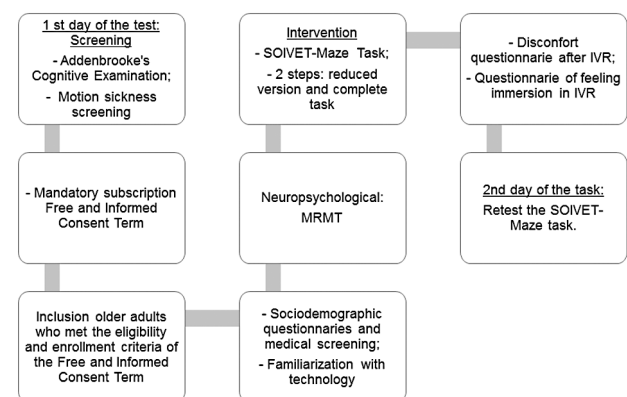 1 st day of the test:
Screening
- Addenbrooke's
Cognitive Examination;
- Motion sickness
screening
- Mandatory subscription
Free and Informed
Consent Term
Inclusion older adults
who met the eligibility
and enrollment criteria of
the Free and Informed
Consent Term
- Sociodemographic
questionnaries and
medical screening;
- Familiarization with
technology
Neuropsychological:
MRMT
Intervention
- SOIVET-Maze Task;
- 2 steps: reduced
version and complete
task
- Disconfort
questionnarie after IVR;
- Questionnarie of feeling
immersion in IVR
2nd day of the task:
Retest the SOIVET-
Maze task.